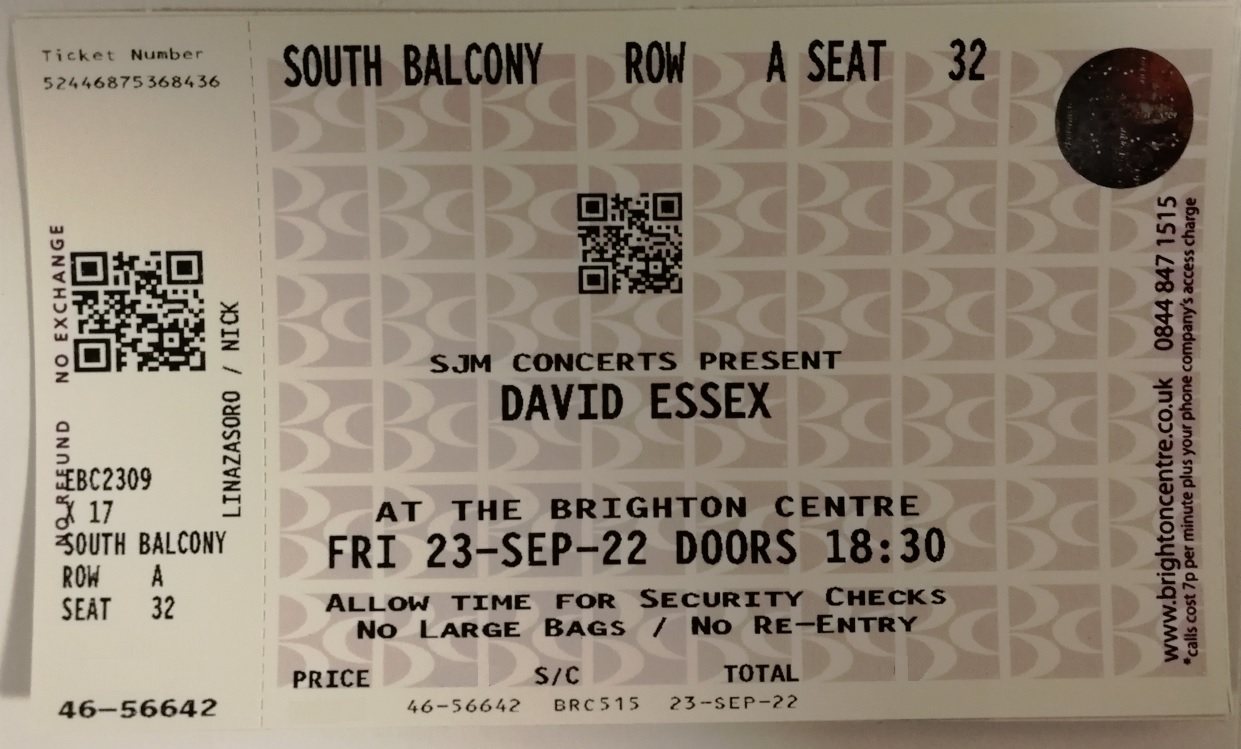 Ticket Number
52446875368436
NO REFUND NO EXCHANGE
LINAZASORO / NICK
EBC2309
X 17
SOUTH BALCONY
ROW A
SEAT 32
46-56642
SOUTH BALCONY ROW A SEAT 32
SJM CONCERTS PRESENT
DAVID ESSEX
AT THE BRIGHTON CENTRE
FRI 23-SEP-22 DOORS 18:30
ALLOW TIME FOR SECURITY CHECKS
NO LARGE BAGS / NO RE-ENTRY
PRICE S/C TOTAL
46-56642 BRC515 23-SEP-22
www.brightoncentre.co.uk 0844 847 1515
*calls cost 7p per minute plus your phone company's access charge